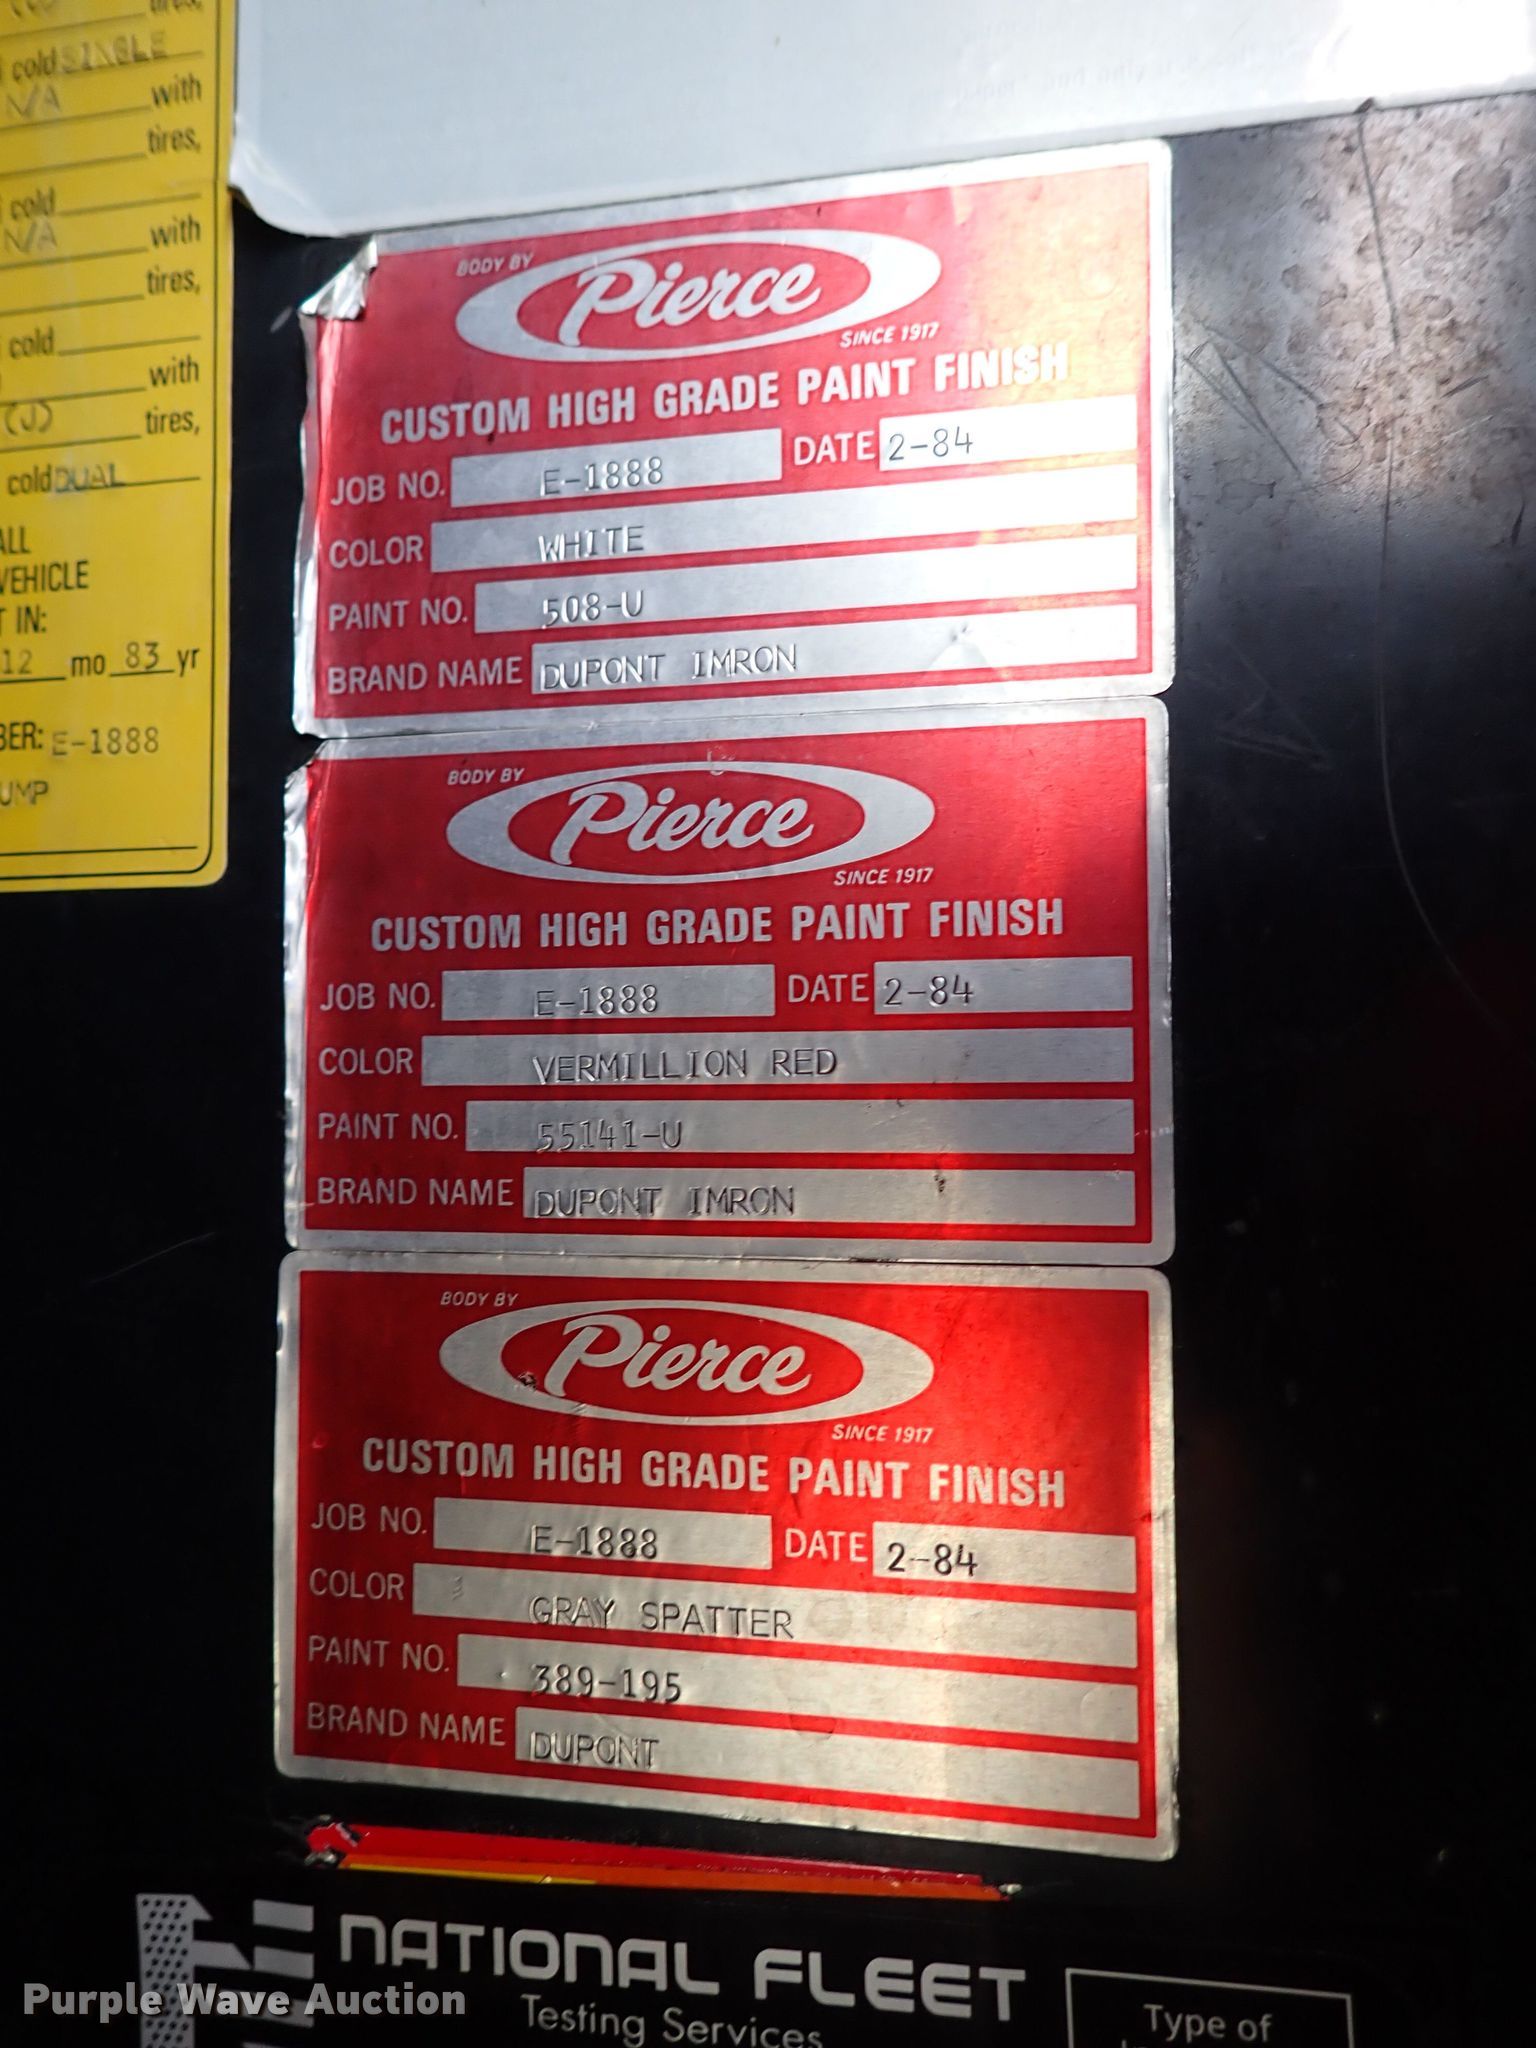 tires,
cold SINGLE
N/A with
tires,
cold
N/A with
tires,
cold
with
(J) tires,
cold DUAL
ALL
VEHICLE
T IN:
12 mo 83 yr
BER: E-1888
UMP
BODY BY
Pierce
SINCE 1917
CUSTOM HIGH GRADE PAINT FINISH
JOB NO. E-1888 DATE 2-84
COLOR WHITE
PAINT NO. 508-U
BRAND NAME DUPONT IMRON
BODY BY
Pierce
SINCE 1917
CUSTOM HIGH GRADE PAINT FINISH
JOB NO. E-1888 DATE 2-84
COLOR VERMILLION RED
PAINT NO. 55141-U
BRAND NAME DUPONT IMRON
BODY BY
Pierce
SINCE 1917
CUSTOM HIGH GRADE PAINT FINISH
JOB NO. E-1888 DATE 2-84
COLOR GRAY SPATTER
PAINT NO. 389-195
BRAND NAME DUPONT
NATIONAL FLEET
Testing Services
Type of
Purple Wave Auction